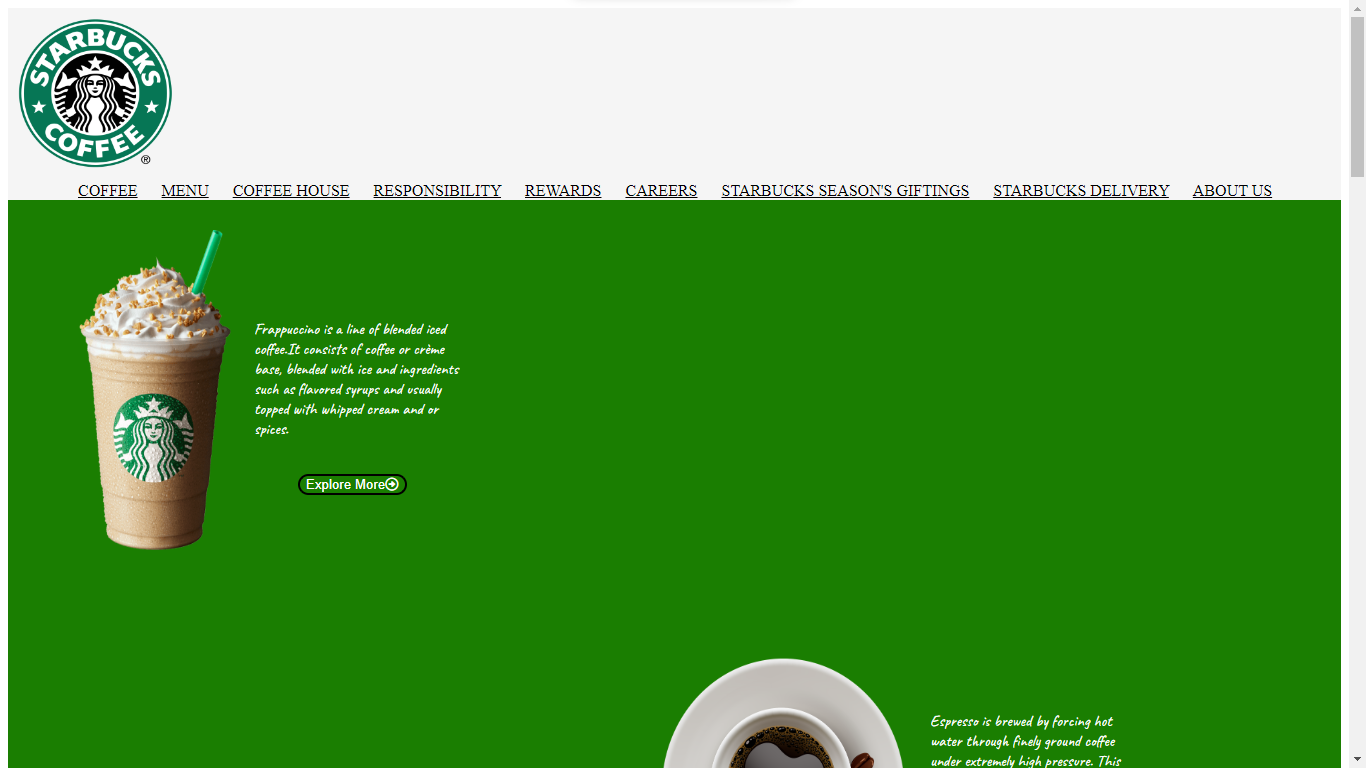 STARBUCKS
COFFEE
®
COFFEE MENU COFFEE HOUSE RESPONSIBILITY REWARDS CAREERS STARBUCKS SEASON'S GIFTINGS STARBUCKS DELIVERY ABOUT US
Frappuccino is a line of blended iced
coffee.It consists of coffee or crème
base, blended with ice and ingredients
such as flavored syrups and usually
topped with whipped cream and or
spices.
Explore More
Espresso is brewed by forcing hot
water through finely ground coffee
under extremely high pressure. This